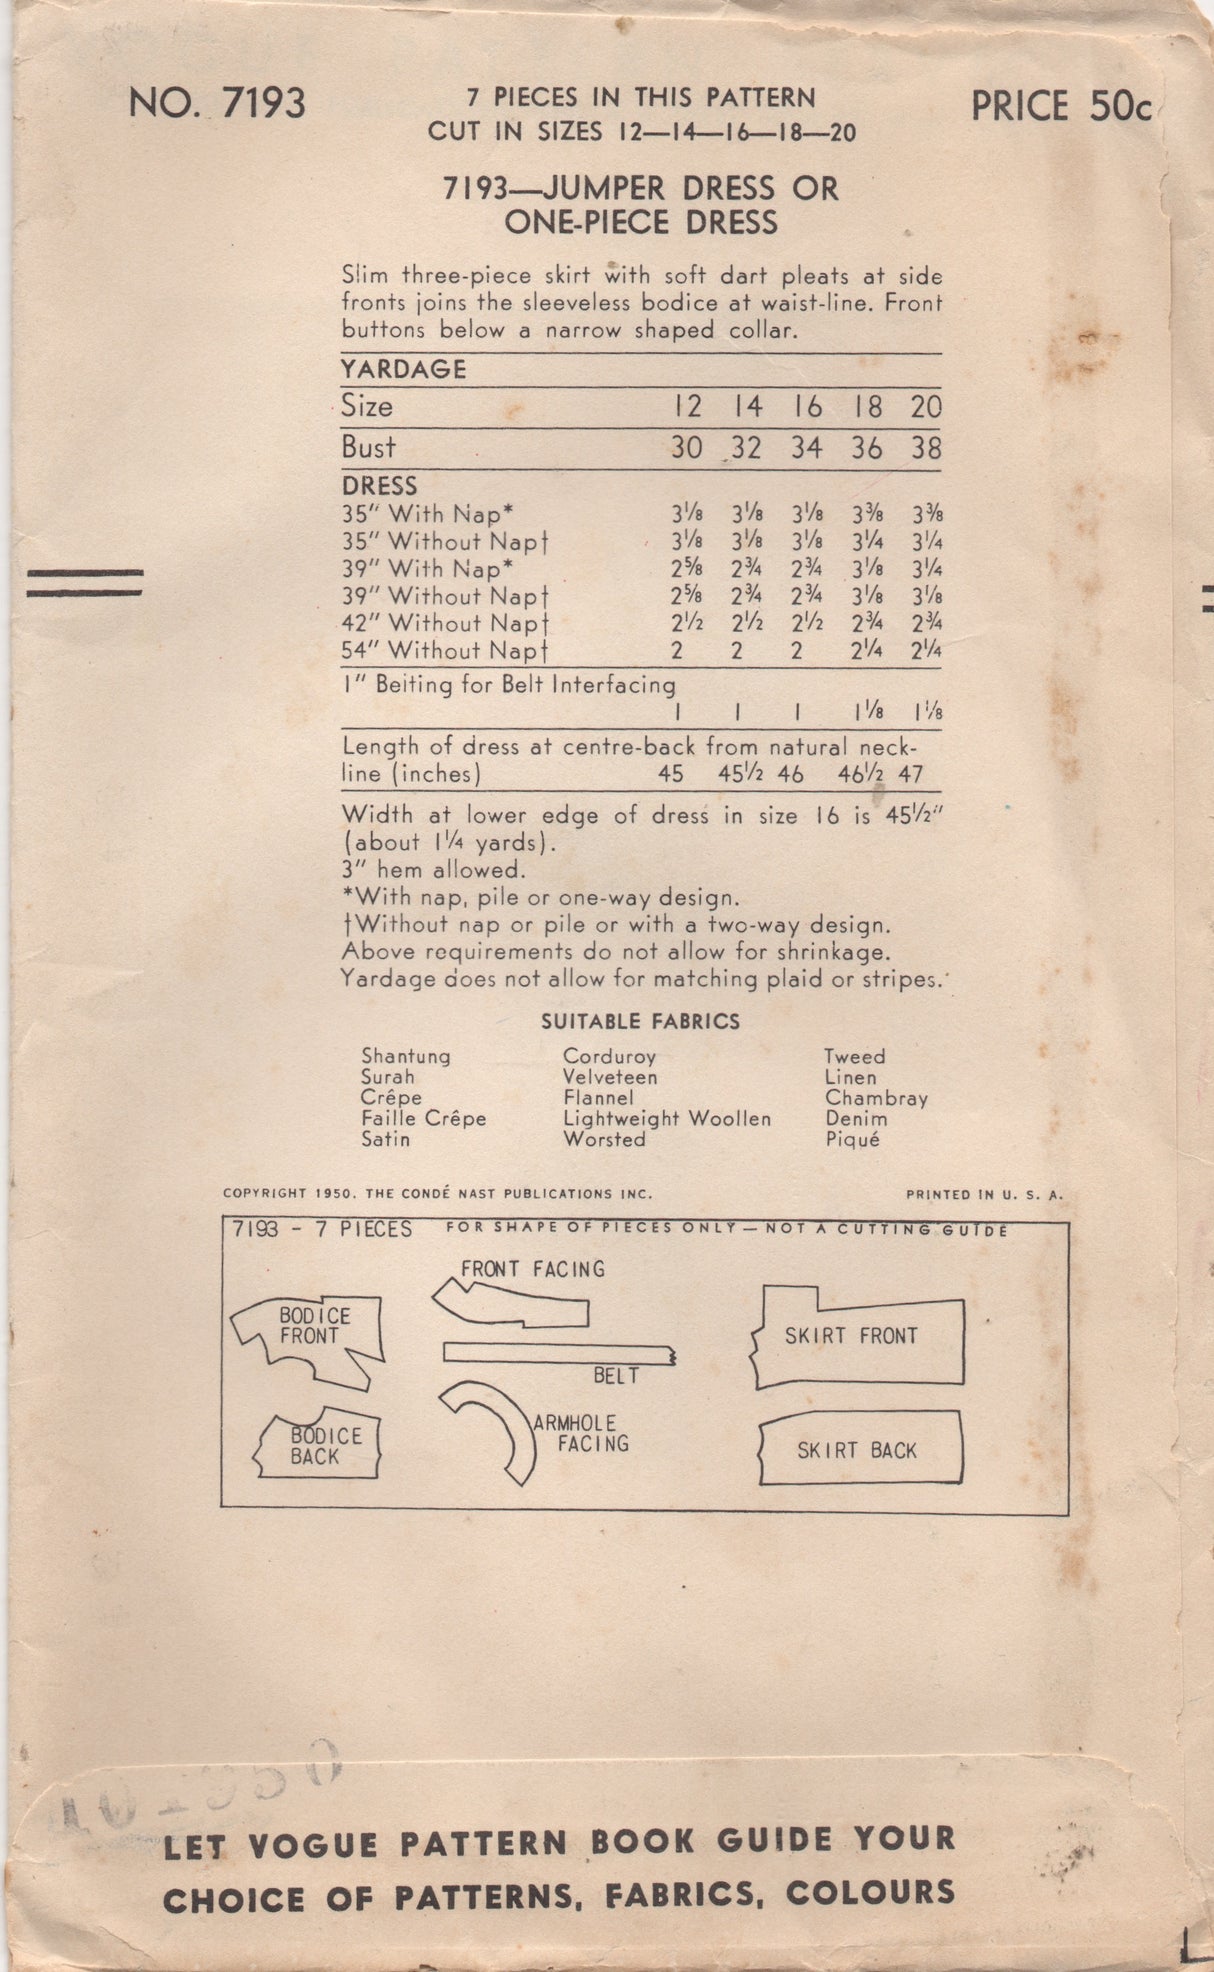 NO. 7193
7 PIECES IN THIS PATTERN
CUT IN SIZES 12—14—16—18—20
PRICE 50c
7193—JUMPER DRESS OR
ONE-PIECE DRESS
Slim three-piece skirt with soft dart pleats at side
fronts joins the sleeveless bodice at waist-line. Front
buttons below a narrow shaped collar.
YARDAGE
Size 12 14 16 18 20
Bust 30 32 34 36 38
DRESS
35" With Nap* 3⅛ 3⅛ 3⅛ 3⅜ 3⅜
35" Without Nap† 3⅛ 3⅛ 3⅛ 3¼ 3¼
39" With Nap* 2⅝ 2¾ 2¾ 3⅛ 3¼
39" Without Nap† 2⅝ 2¾ 2¾ 3⅛ 3⅛
42" Without Nap† 2½ 2½ 2½ 2¾ 2¾
54" Without Nap† 2 2 2 2¼ 2¼
1" Belting for Belt Interfacing
1 1 1 1⅛ 1⅛
Length of dress at centre-back from natural neck-
line (inches) 45 45½ 46 46½ 47
Width at lower edge of dress in size 16 is 45½"
(about 1¼ yards).
3" hem allowed.
*With nap, pile or one-way design.
†Without nap or pile or with a two-way design.
Above requirements do not allow for shrinkage.
Yardage does not allow for matching plaid or stripes.
SUITABLE FABRICS
Shantung Corduroy Tweed
Surah Velveteen Linen
Crêpe Flannel Chambray
Faille Crêpe Lightweight Woollen Denim
Satin Worsted Piqué
COPYRIGHT 1950. THE CONDÉ NAST PUBLICATIONS INC. PRINTED IN U. S. A.
7193 - 7 PIECES FOR SHAPE OF PIECES ONLY — NOT A CUTTING GUIDE
FRONT FACING
BODICE
FRONT
SKIRT FRONT
BELT
ARMHOLE
FACING
BODICE
BACK
SKIRT BACK
LET VOGUE PATTERN BOOK GUIDE YOUR
CHOICE OF PATTERNS, FABRICS, COLOURS